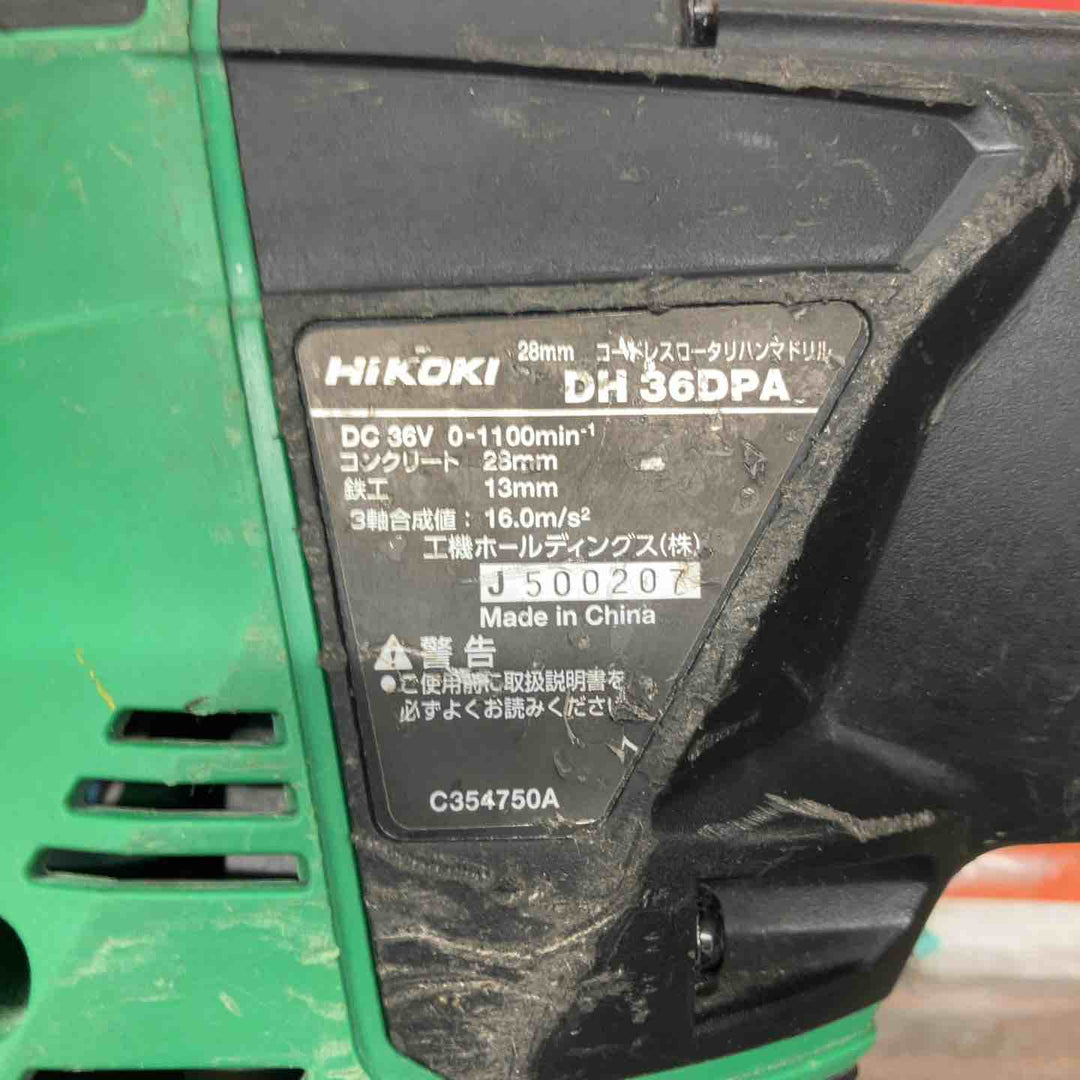 28mm コードレスロータリハンマドリル
HiKOKI DH 36DPA
DC 36V 0-1100min-1
コンクリート 28mm
鉄工 13mm
3軸合成値: 16.0m/s2
工機ホールディングス(株)
J 500207
Made in China
警告
●ご使用前に取扱説明書を
必ずよくお読みください
C354750A